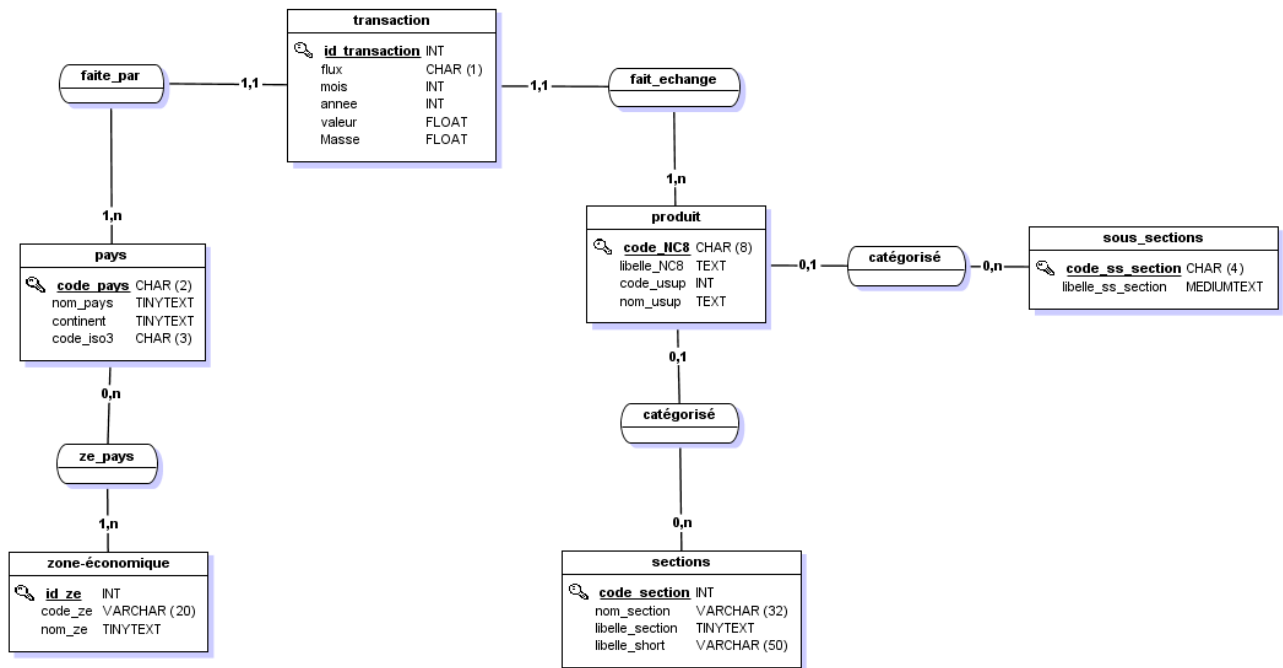 transaction
id_transaction INT
flux CHAR (1)
mois INT
annee INT
valeur FLOAT
Masse FLOAT
faite_par
1,1
1,1
fait_echange
1,n
1,n
pays
code_pays CHAR (2)
nom_pays TINYTEXT
continent TINYTEXT
code_iso3 CHAR (3)
produit
code_NC8 CHAR (8)
libelle_NC8 TEXT
code_usup INT
nom_usup TEXT
0,1
catégorisé
0,n
sous_sections
code_ss_section CHAR (4)
libelle_ss_section MEDIUMTEXT
0,n
0,1
catégorisé
ze_pays
1,n
0,n
zone-économique
id_ze INT
code_ze VARCHAR (20)
nom_ze TINYTEXT
sections
code_section INT
nom_section VARCHAR (32)
libelle_section TINYTEXT
libelle_short VARCHAR (50)